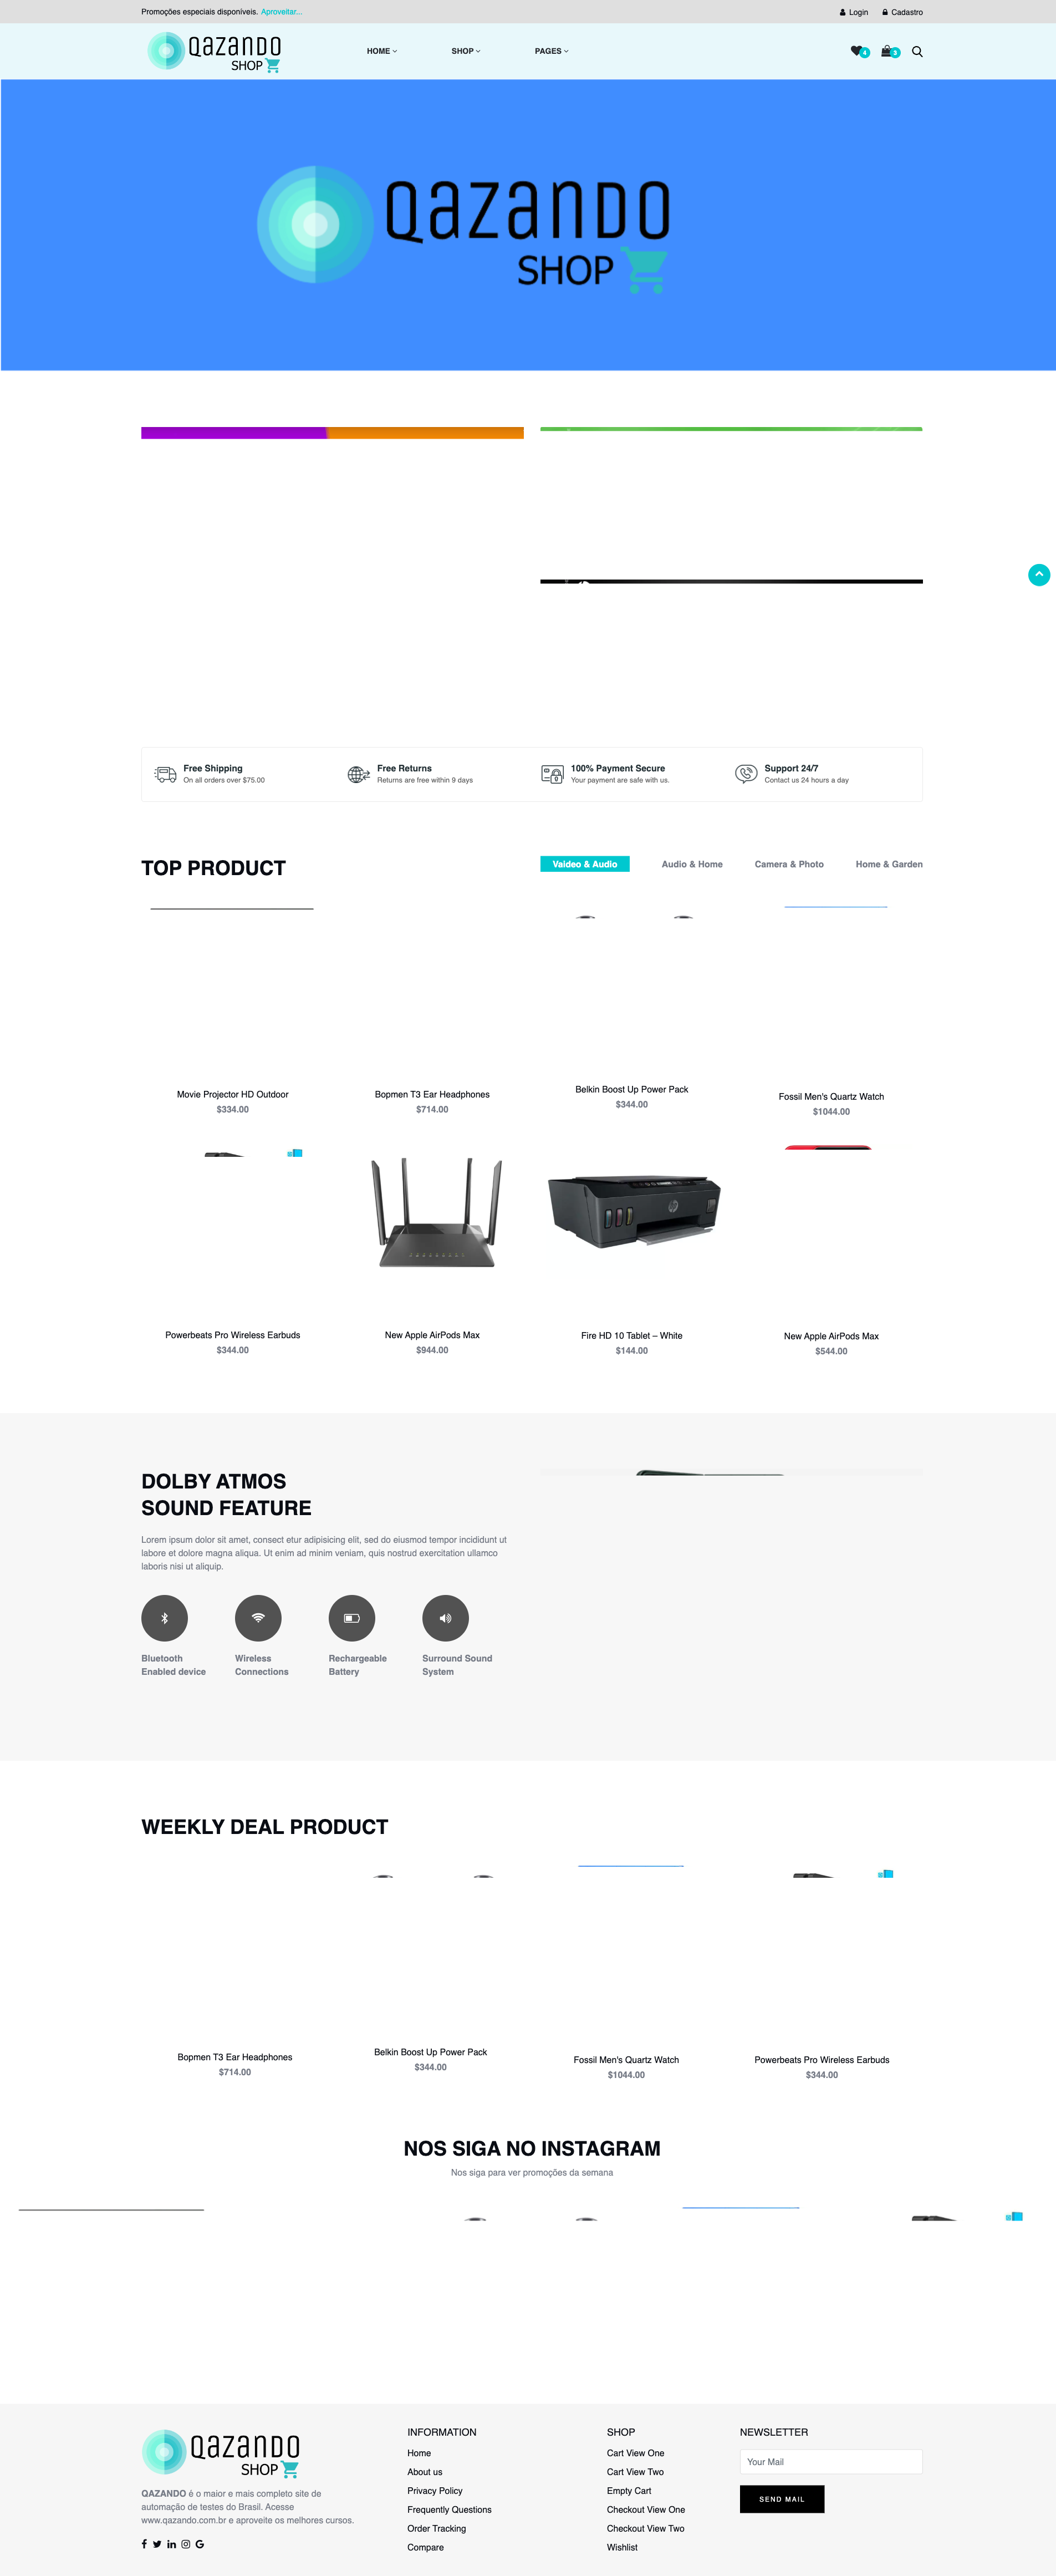 Promoções especiais disponíveis. Aproveitar...
Login Cadastro
QAZANDO
SHOP
HOME SHOP PAGES
4 3
QAZANDO
SHOP
Free Shipping
On all orders over $75.00
Free Returns
Returns are free within 9 days
100% Payment Secure
Your payment are safe with us.
Support 24/7
Contact us 24 hours a day
TOP PRODUCT
Vaideo & Audio Audio & Home Camera & Photo Home & Garden
Movie Projector HD Outdoor
$334.00
Bopmen T3 Ear Headphones
$714.00
Belkin Boost Up Power Pack
$344.00
Fossil Men's Quartz Watch
$1044.00
hp
Powerbeats Pro Wireless Earbuds
$344.00
New Apple AirPods Max
$944.00
Fire HD 10 Tablet – White
$144.00
New Apple AirPods Max
$544.00
DOLBY ATMOS
SOUND FEATURE
Lorem ipsum dolor sit amet, consect etur adipisicing elit, sed do eiusmod tempor incididunt ut
labore et dolore magna aliqua. Ut enim ad minim veniam, quis nostrud exercitation ullamco
laboris nisi ut aliquip.
Bluetooth
Enabled device
Wireless
Connections
Rechargeable
Battery
Surround Sound
System
WEEKLY DEAL PRODUCT
Bopmen T3 Ear Headphones
$714.00
Belkin Boost Up Power Pack
$344.00
Fossil Men's Quartz Watch
$1044.00
Powerbeats Pro Wireless Earbuds
$344.00
NOS SIGA NO INSTAGRAM
Nos siga para ver promoções da semana
QAZANDO
SHOP
QAZANDO é o maior e mais completo site de
automação de testes do Brasil. Acesse
www.qazando.com.br e aproveite os melhores cursos.
INFORMATION
Home
About us
Privacy Policy
Frequently Questions
Order Tracking
Compare
SHOP
Cart View One
Cart View Two
Empty Cart
Checkout View One
Checkout View Two
Wishlist
NEWSLETTER
Your Mail
SEND MAIL